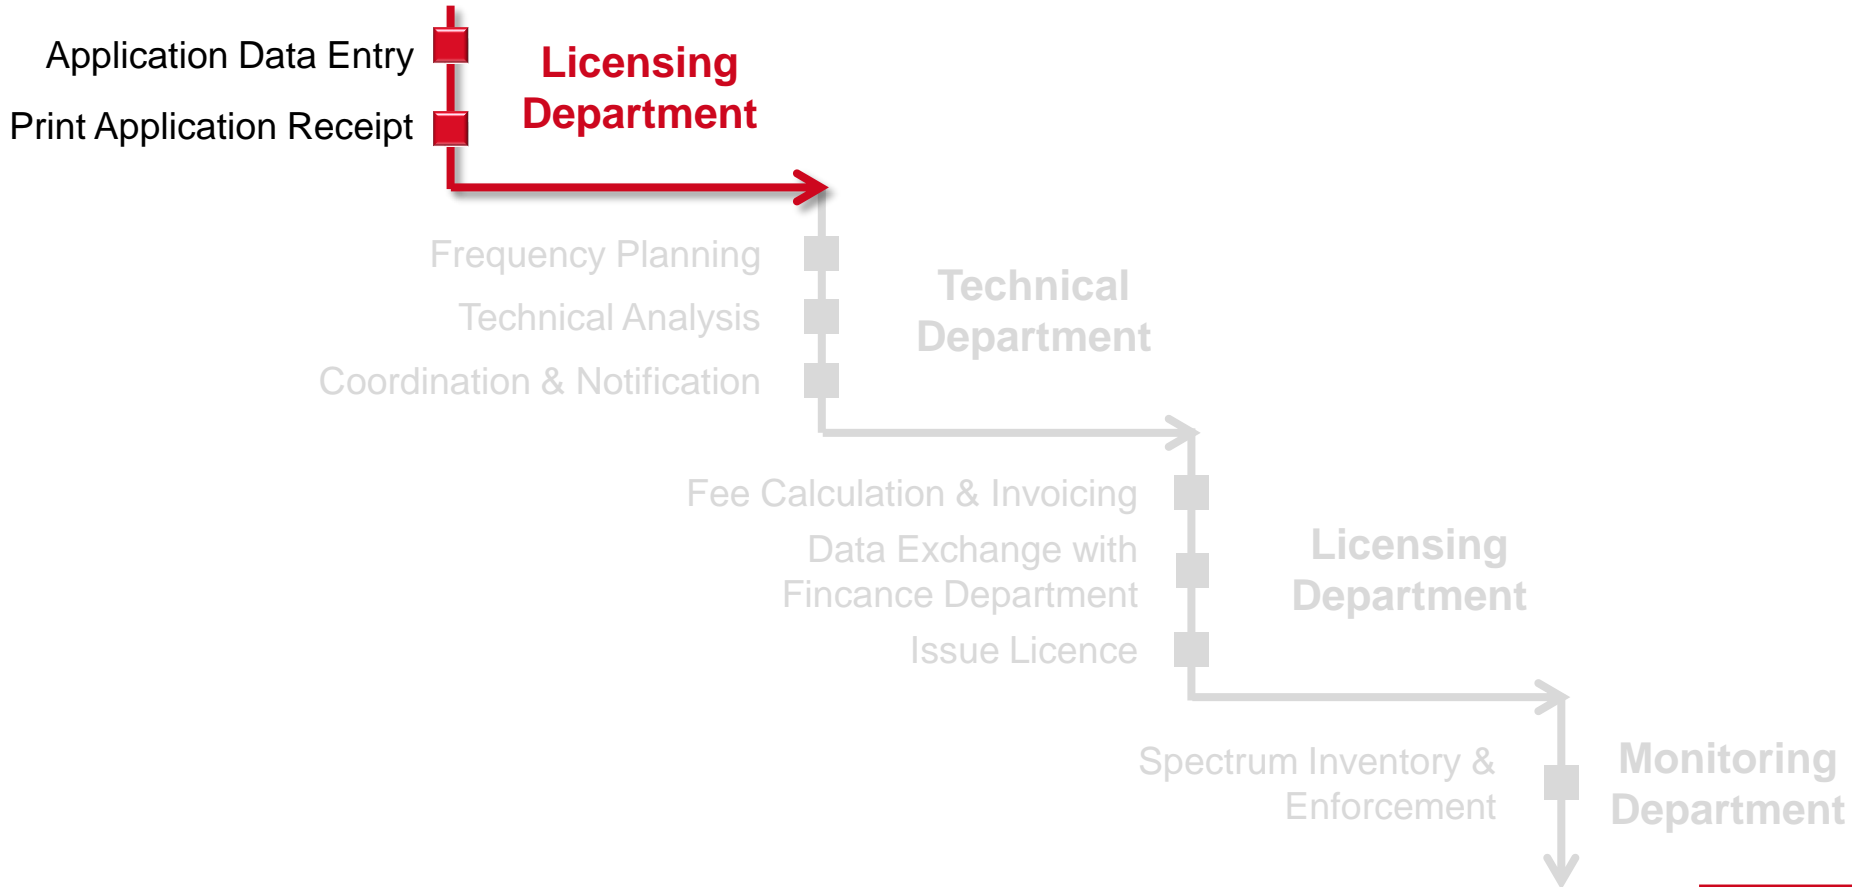 Application Data Entry
Print Application Receipt
Licensing
Department
Frequency Planning
Technical Analysis
Coordination & Notification
Technical
Department
Fee Calculation & Invoicing
Data Exchange with
Fincance Department
Issue Licence
Licensing
Department
Spectrum Inventory &
Enforcement
Monitoring
Department